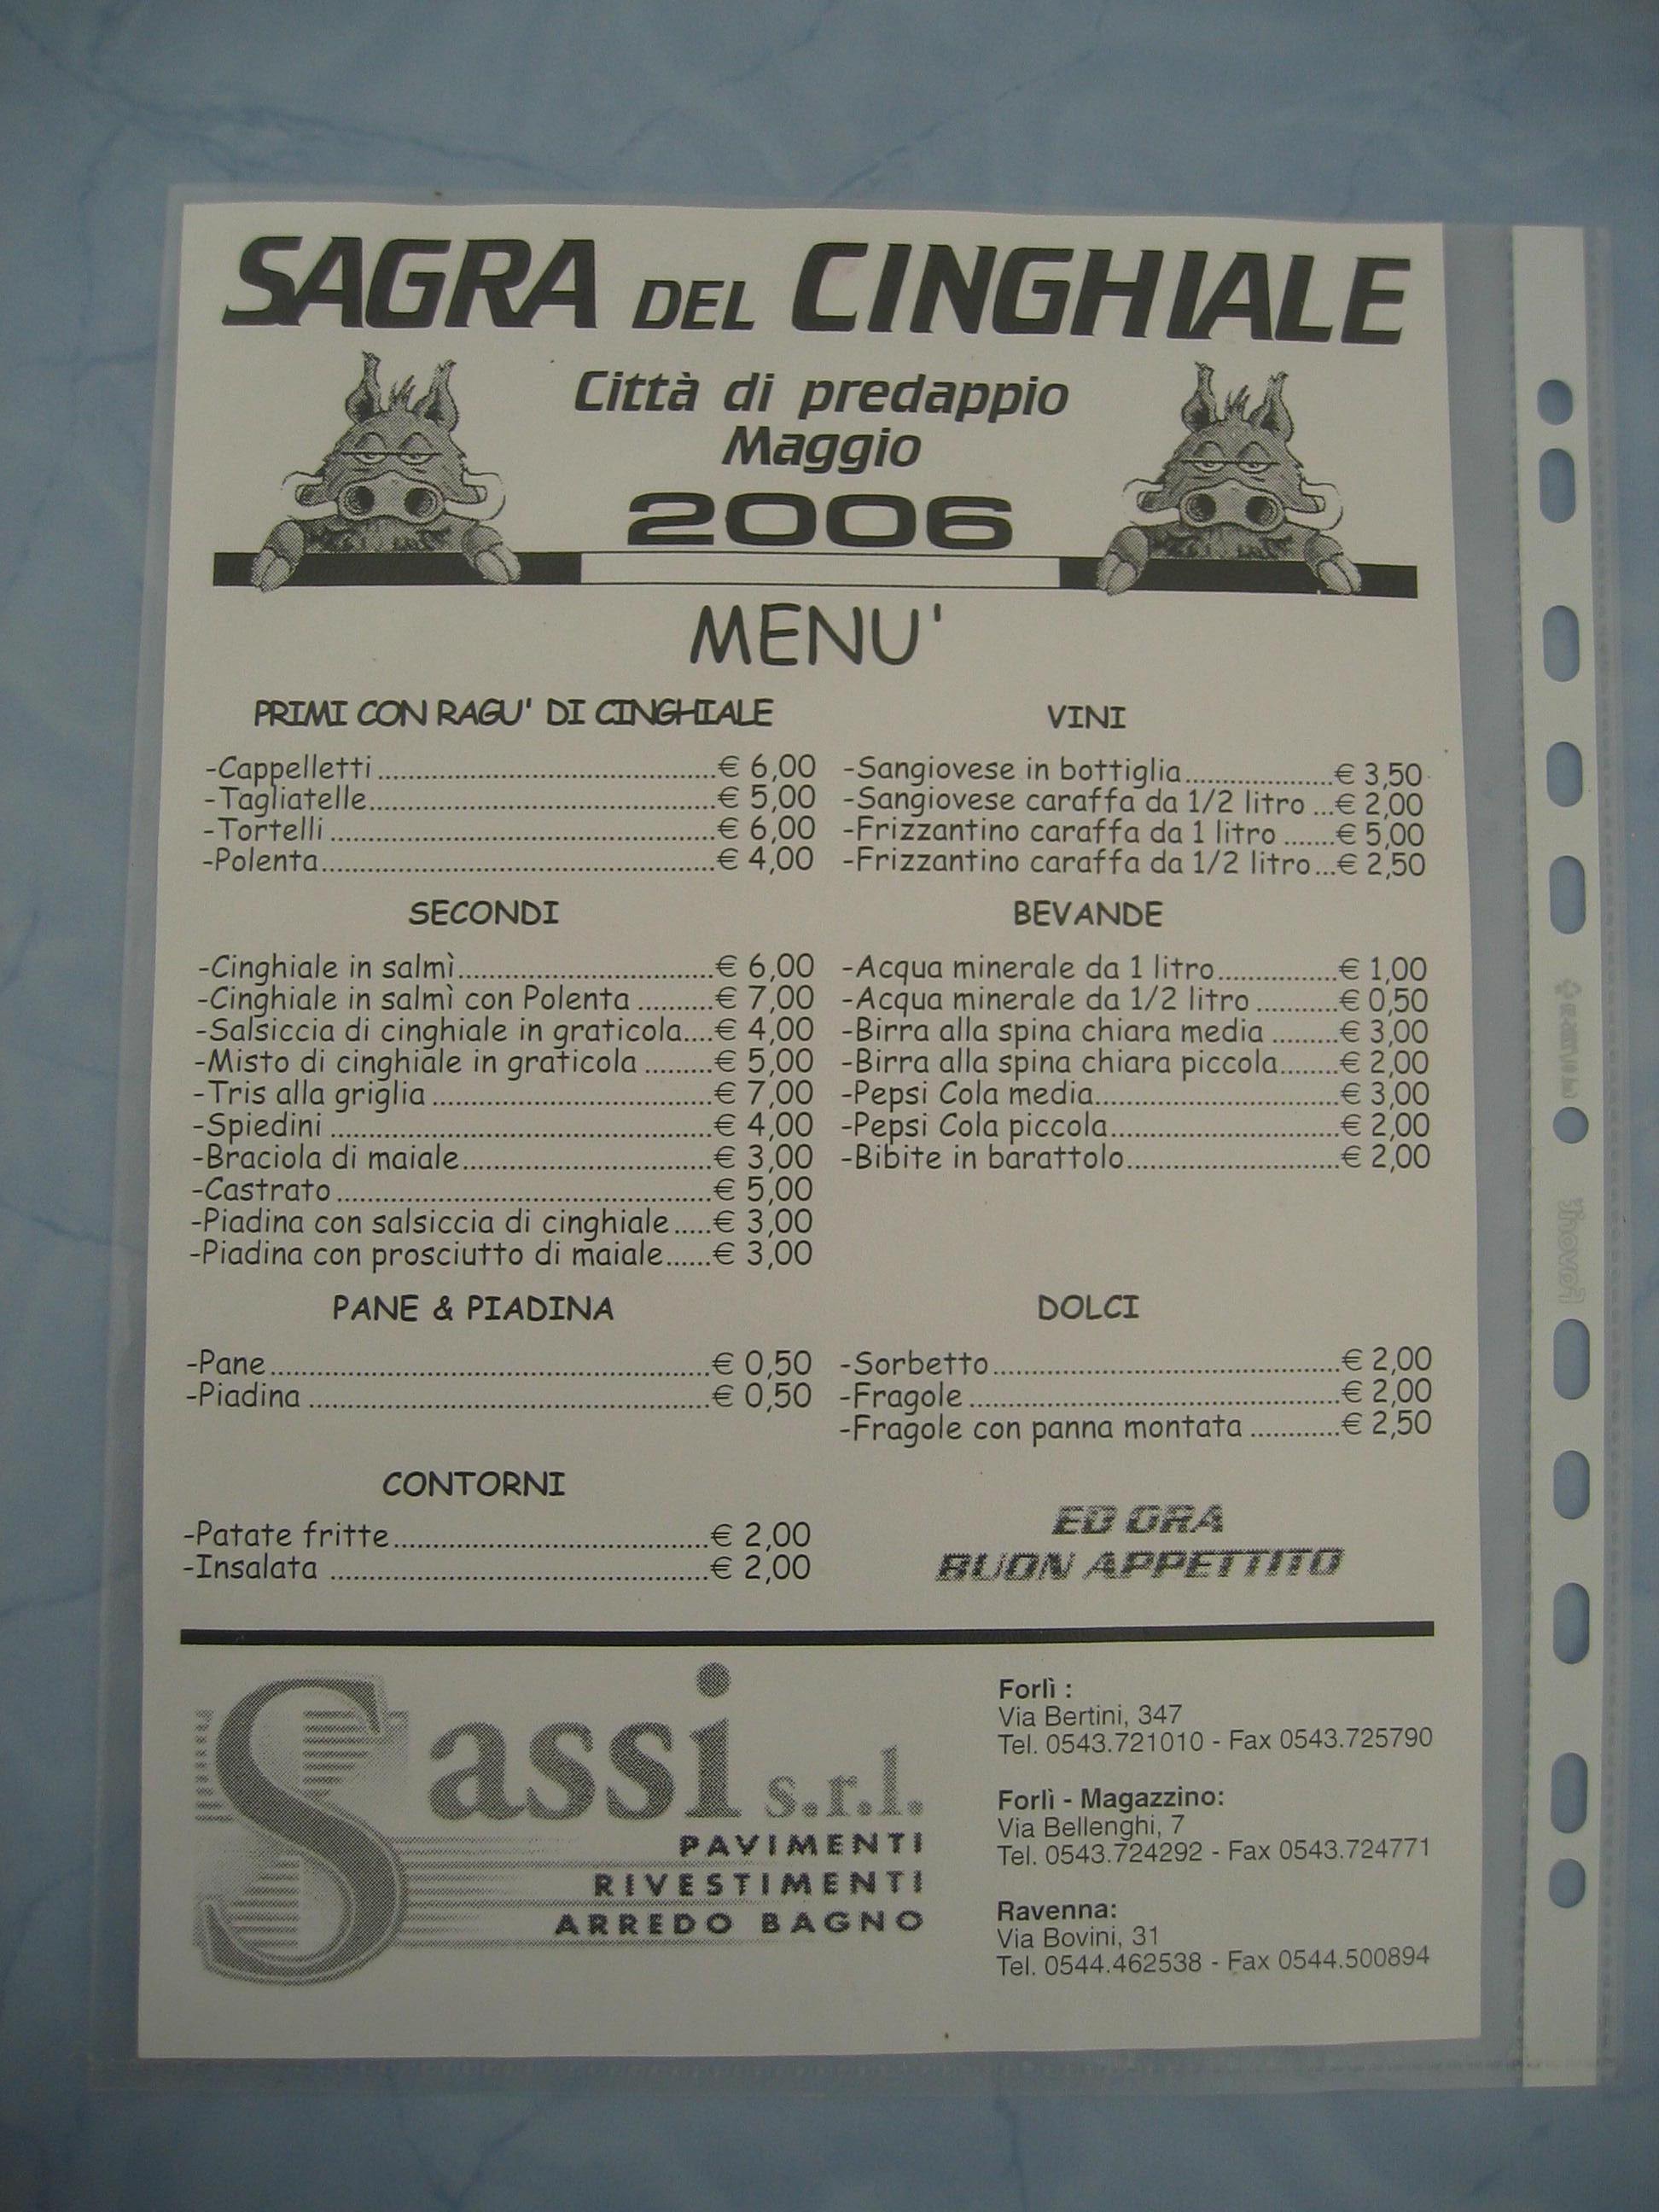 SAGRA DEL CINGHIALE
Città di predappio
Maggio
2006
MENU'
PRIMI CON RAGU' DI CINGHIALE
-Cappelletti.......................................€ 6,00
-Tagliatelle.......................................€ 5,00
-Tortelli ...........................................€ 6,00
-Polenta............................................€ 4,00
SECONDI
-Cinghiale in salmì.............................€ 6,00
-Cinghiale in salmì con Polenta .........€ 7,00
-Salsiccia di cinghiale in graticola....€ 4,00
-Misto di cinghiale in graticola .........€ 5,00
-Tris alla griglia ................................€ 7,00
-Spiedini ...........................................€ 4,00
-Braciola di maiale............................€ 3,00
-Castrato ..........................................€ 5,00
-Piadina con salsiccia di cinghiale.....€ 3,00
-Piadina con prosciutto di maiale......€ 3,00
PANE & PIADINA
-Pane.................................................€ 0,50
-Piadina .............................................€ 0,50
CONTORNI
-Patate fritte...................................€ 2,00
-Insalata ..........................................€ 2,00
VINI
-Sangiovese in bottiglia.................€ 3,50
-Sangiovese caraffa da 1/2 litro ...€ 2,00
-Frizzantino caraffa da 1 litro ......€ 5,00
-Frizzantino caraffa da 1/2 litro...€ 2,50
BEVANDE
-Acqua minerale da 1 litro.............€ 1,00
-Acqua minerale da 1/2 litro .........€ 0,50
-Birra alla spina chiara media ........€ 3,00
-Birra alla spina chiara piccola.......€ 2,00
-Pepsi Cola media...........................€ 3,00
-Pepsi Cola piccola.........................€ 2,00
-Bibite in barattolo.......................€ 2,00
DOLCI
-Sorbetto.......................................€ 2,00
-Fragole .........................................€ 2,00
-Fragole con panna montata ...........€ 2,50
ED GRA
BUON APPETTITO
Sassi s.r.l.
PAVIMENTI
RIVESTIMENTI
ARREDO BAGNO
Forlì :
Via Bertini, 347
Tel. 0543.721010 - Fax 0543.725790
Forlì - Magazzino:
Via Bellenghi, 7
Tel. 0543.724292 - Fax 0543.724771
Ravenna:
Via Bovini, 31
Tel. 0544.462538 - Fax 0544.500894